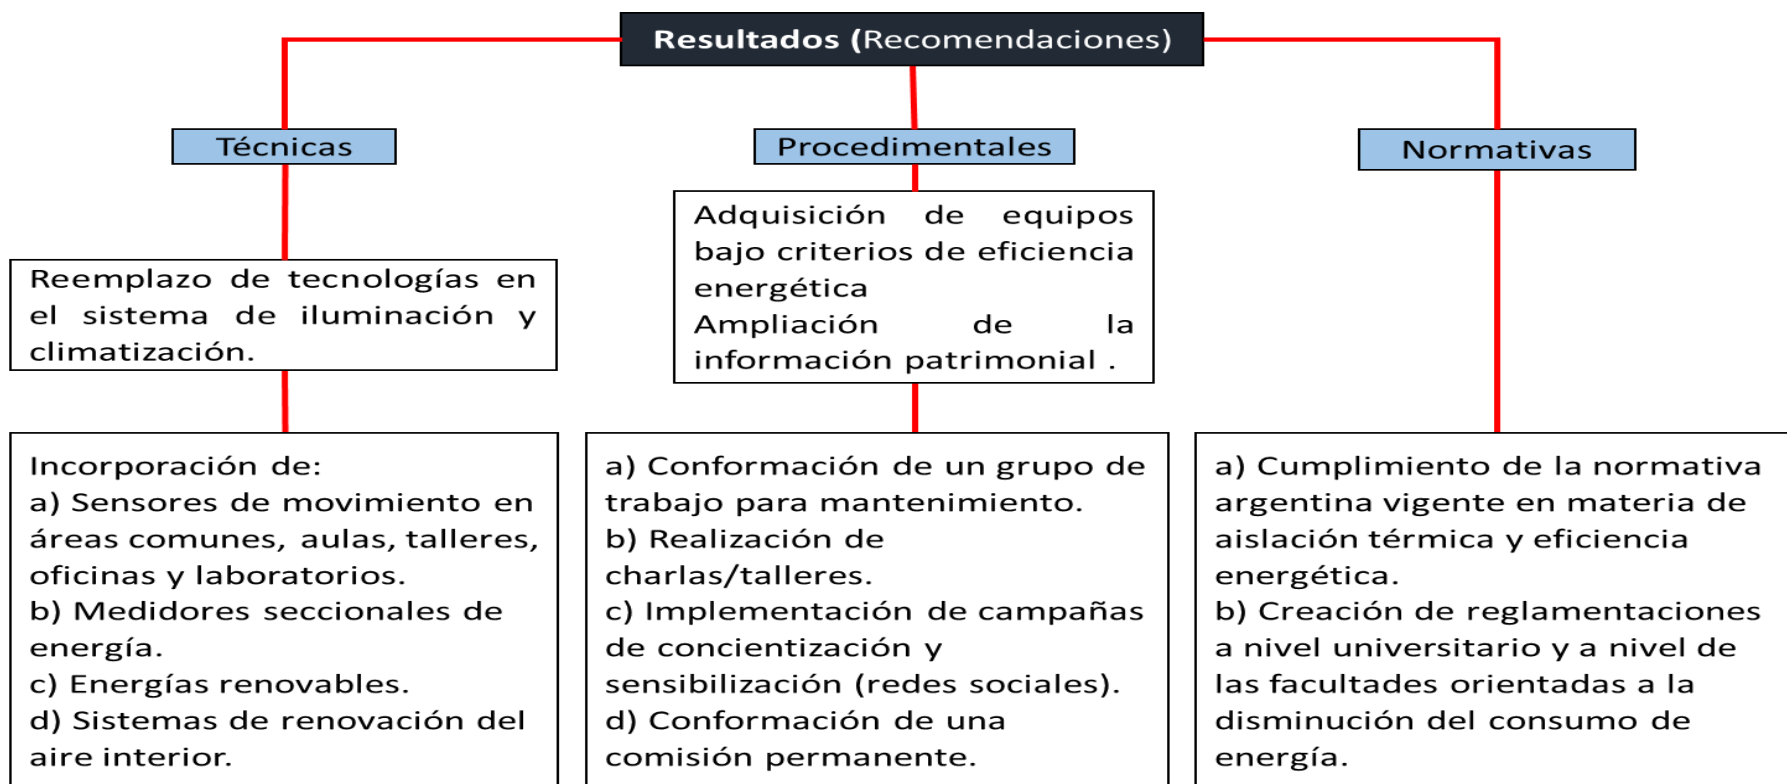 Resultados (Recomendaciones)
Técnicas
Procedimentales
Normativas
Reemplazo de tecnologías en
el sistema de iluminación y
climatización.
Adquisición de equipos
bajo criterios de eficiencia
energética
Ampliación de la
información patrimonial .
Incorporación de:
a) Sensores de movimiento en
áreas comunes, aulas, talleres,
oficinas y laboratorios.
b) Medidores seccionales de
energía.
c) Energías renovables.
d) Sistemas de renovación del
aire interior.
a) Conformación de un grupo de
trabajo para mantenimiento.
b) Realización de
charlas/talleres.
c) Implementación de campañas
de concientización y
sensibilización (redes sociales).
d) Conformación de una
comisión permanente.
a) Cumplimiento de la normativa
argentina vigente en materia de
aislación térmica y eficiencia
energética.
b) Creación de reglamentaciones
a nivel universitario y a nivel de
las facultades orientadas a la
disminución del consumo de
energía.